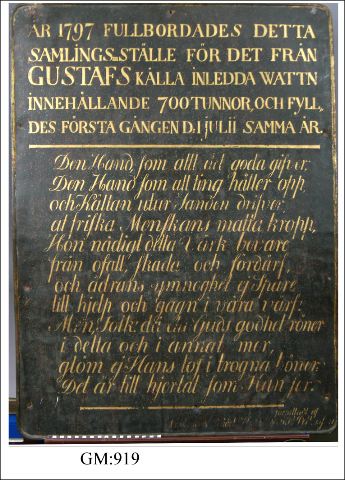 ÅR 1797 FULLBORDADES DETTA
SAMLINGS-STÄLLE FÖR DET FRÅN
GUSTAFS KÄLLA INLEDDA WATTN
INNEHÅLLANDE 700 TUNNOR, OCH FYLL-
DES FÖRSTA GÅNGEN D. 1 JULII SAMMA ÅR.
Den Hand som allt det goda gifver,
Den Hand som all ting håller opp
och Källan utur Sanden drifver,
at friska Menskans matta kropp,
Hon nådigt detta Värk bevare
från ofall, skada och fördärf,
och ådrans ymnoghet ej spare
till hjelp och gagn i våra värf:
Men, Folk: då du Guds godhet röner
i detta och i annat mer,
glöm ej Hans lof i trogna böner:
Det är till hjertat som Han ser.
GM:919